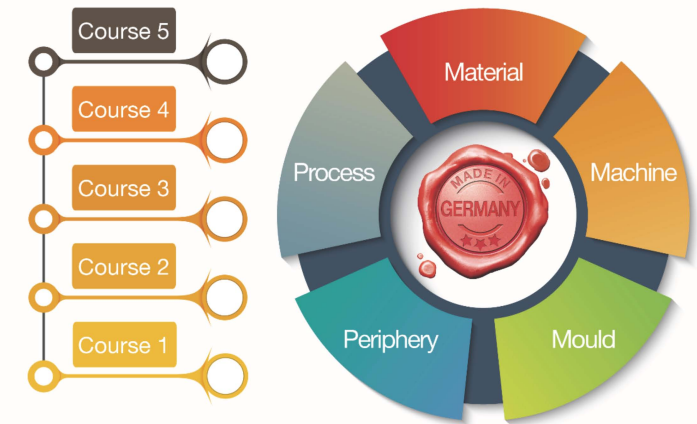 Course 5
Course 4
Course 3
Course 2
Course 1
Material
Process
Machine
MADE IN
GERMANY
Periphery
Mould